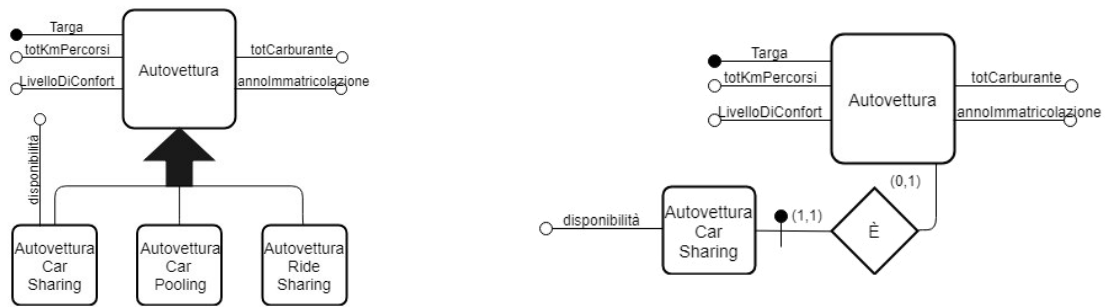 Targa
totKmPercorsi
LivelloDiConfort
Autovettura
totCarburante
annoImmatricolazione
disponibilità
Autovettura
Car
Sharing
Autovettura
Car
Pooling
Autovettura
Ride
Sharing
Targa
totKmPercorsi
LivelloDiConfort
Autovettura
totCarburante
annoImmatricolazione
(0,1)
disponibilità
Autovettura
Car
Sharing
(1,1)
È